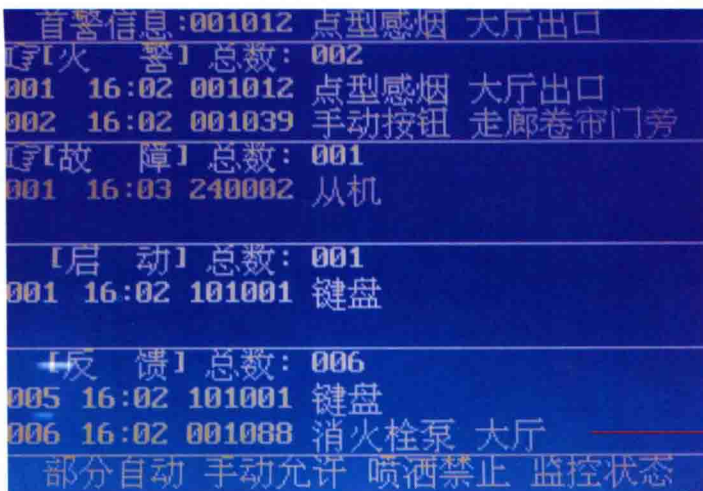 首警信息:001012 点型感烟 大厅出口
☞[火 警] 总数: 002
001 16:02 001012 点型感烟 大厅出口
002 16:02 001039 手动按钮 走廊卷帘门旁
☞[故 障] 总数: 001
001 16:03 240002 从机
[启 动] 总数: 001
001 16:02 101001 键盘
[反 馈] 总数: 006
005 16:02 101001 键盘
006 16:02 001088 消火栓泵 大厅
部分自动 手动允许 喷洒禁止 监控状态